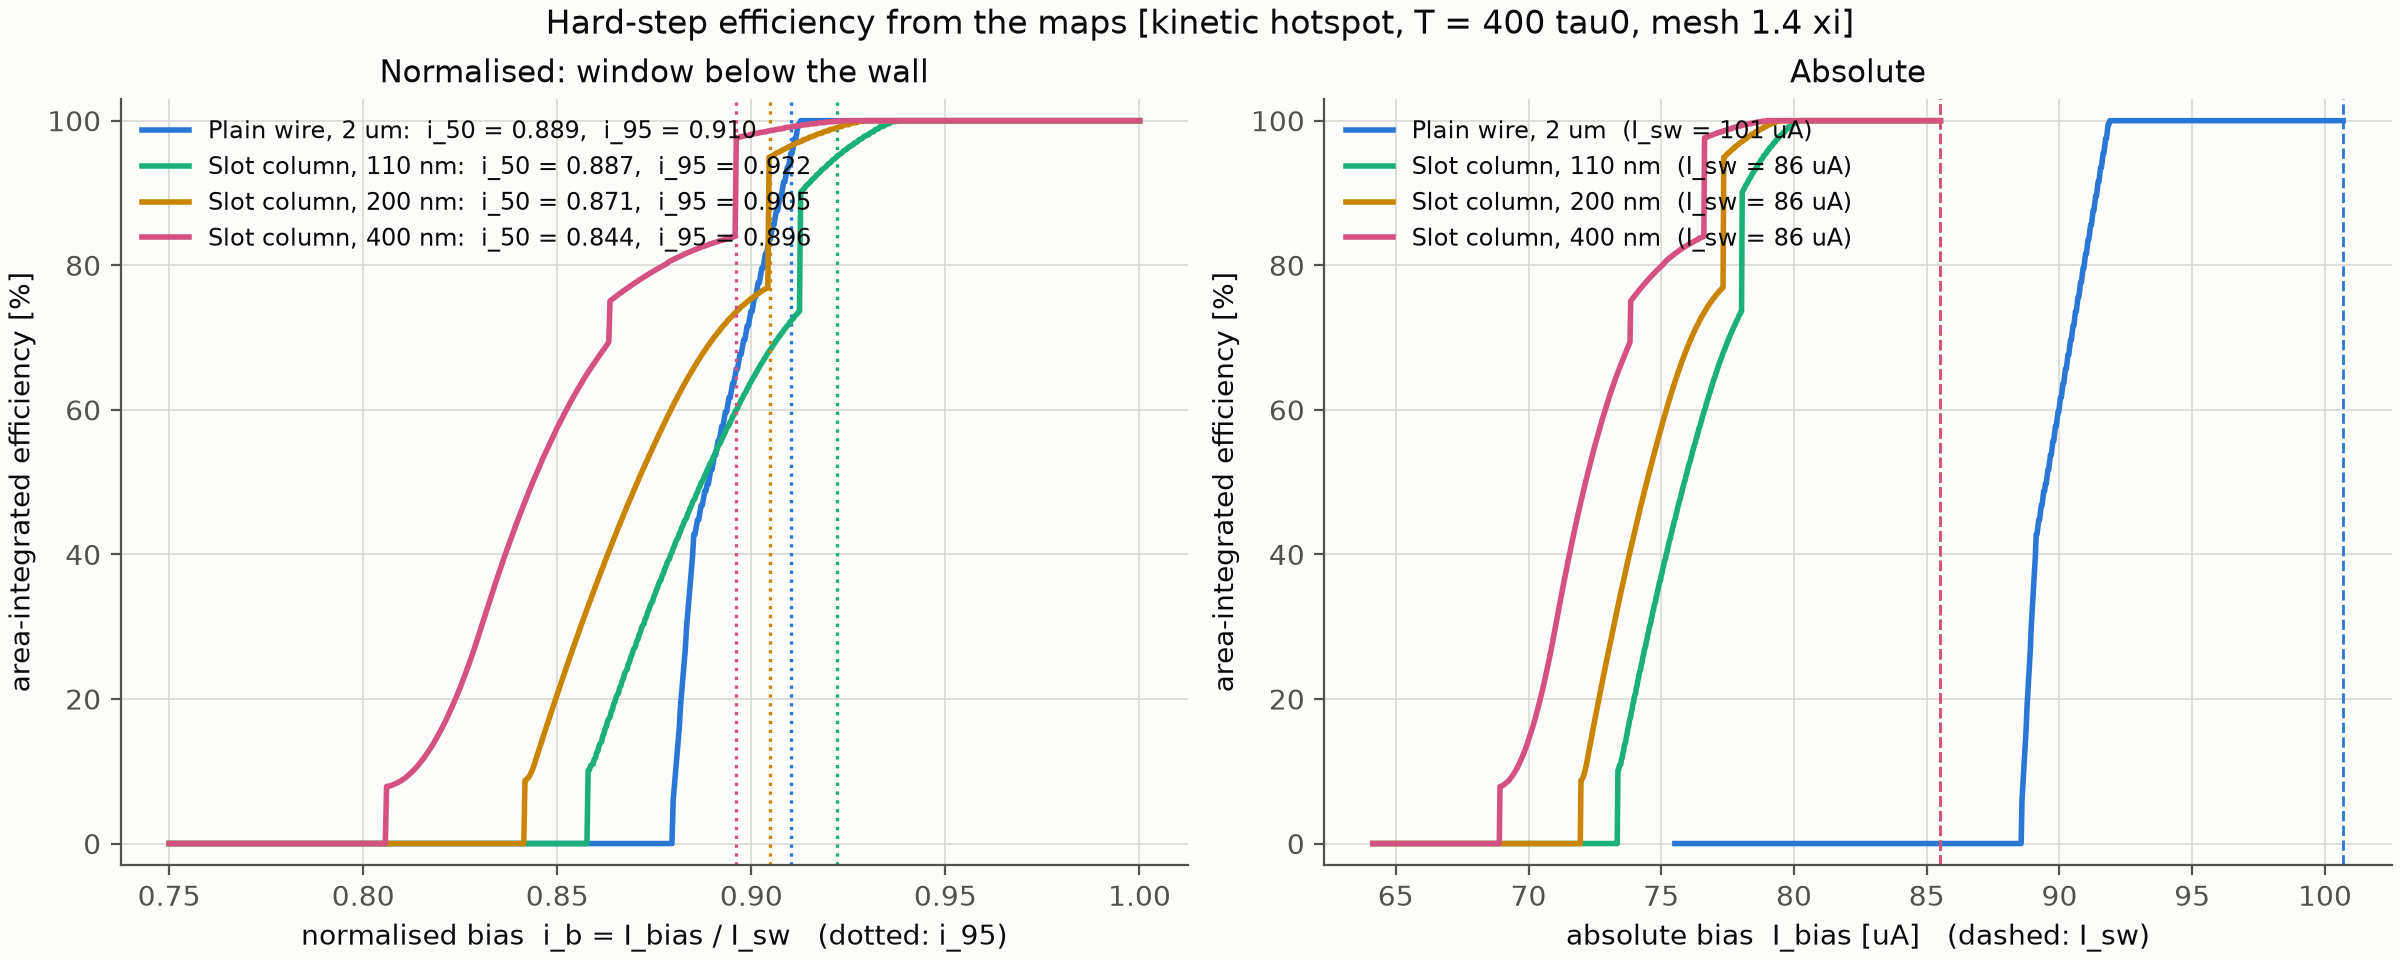 Hard-step efficiency from the maps [kinetic hotspot, T = 400 tau0, mesh 1.4 xi]
Normalised: window below the wall
area-integrated efficiency [%]
100
80
60
40
20
0
Plain wire, 2 um:  i_50 = 0.889,  i_95 = 0.910
Slot column, 110 nm:  i_50 = 0.887,  i_95 = 0.922
Slot column, 200 nm:  i_50 = 0.871,  i_95 = 0.905
Slot column, 400 nm:  i_50 = 0.844,  i_95 = 0.896
0.75 0.80 0.85 0.90 0.95 1.00
normalised bias  i_b = I_bias / I_sw   (dotted: i_95)
Absolute
area-integrated efficiency [%]
100
80
60
40
20
0
Plain wire, 2 um  (I_sw = 101 uA)
Slot column, 110 nm  (I_sw = 86 uA)
Slot column, 200 nm  (I_sw = 86 uA)
Slot column, 400 nm  (I_sw = 86 uA)
65 70 75 80 85 90 95 100
absolute bias  I_bias [uA]   (dashed: I_sw)